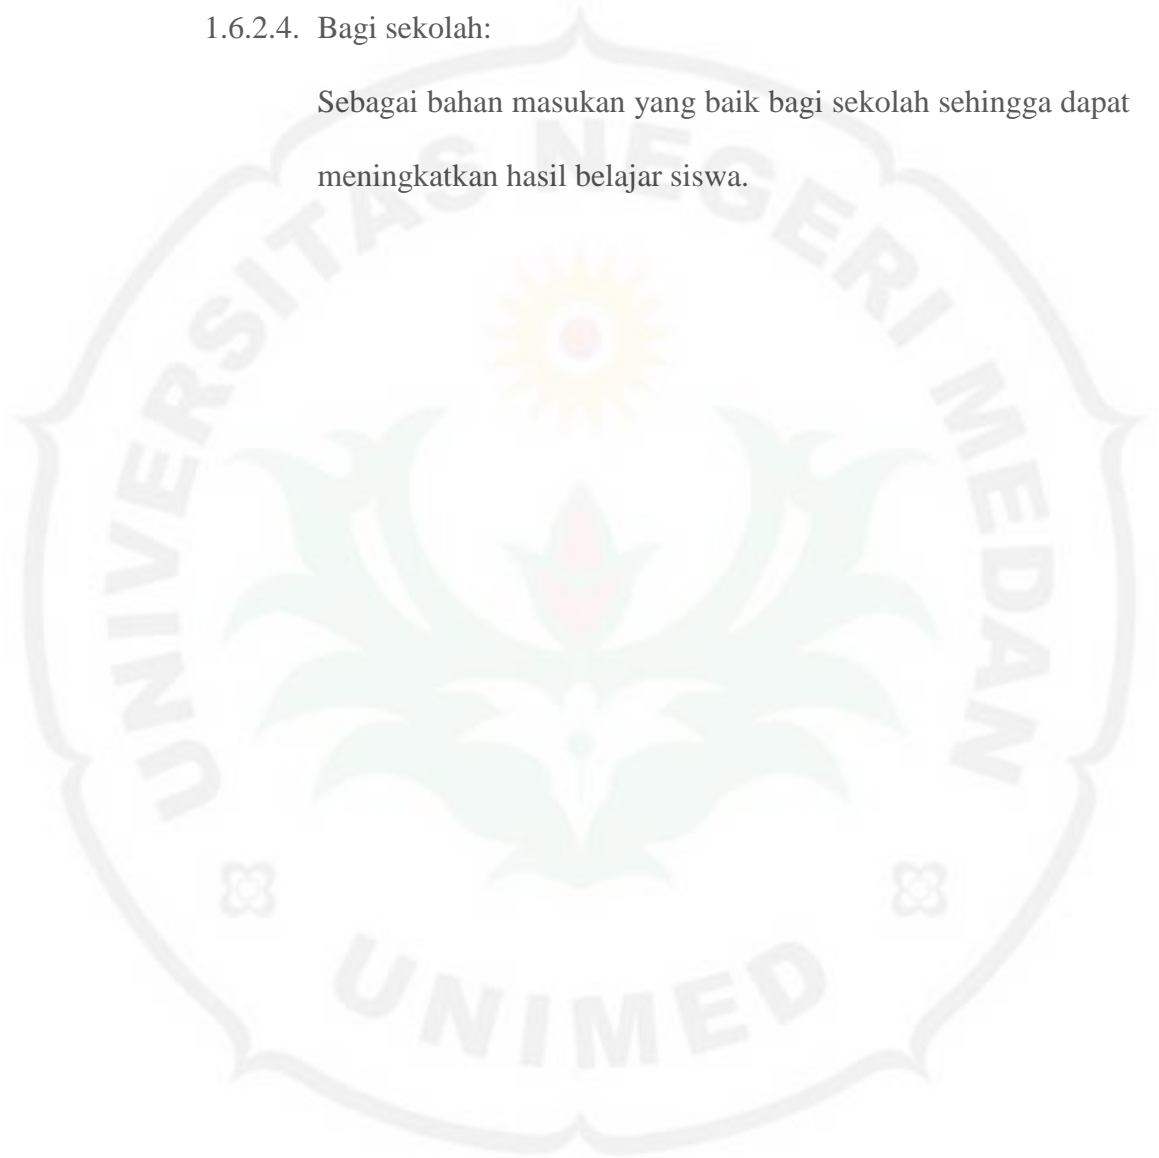 1.6.2.4. Bagi sekolah:
Sebagai bahan masukan yang baik bagi sekolah sehingga dapat
meningkatkan hasil belajar siswa.
UNIVERSITAS NEGERI MEDAN
UNIMED